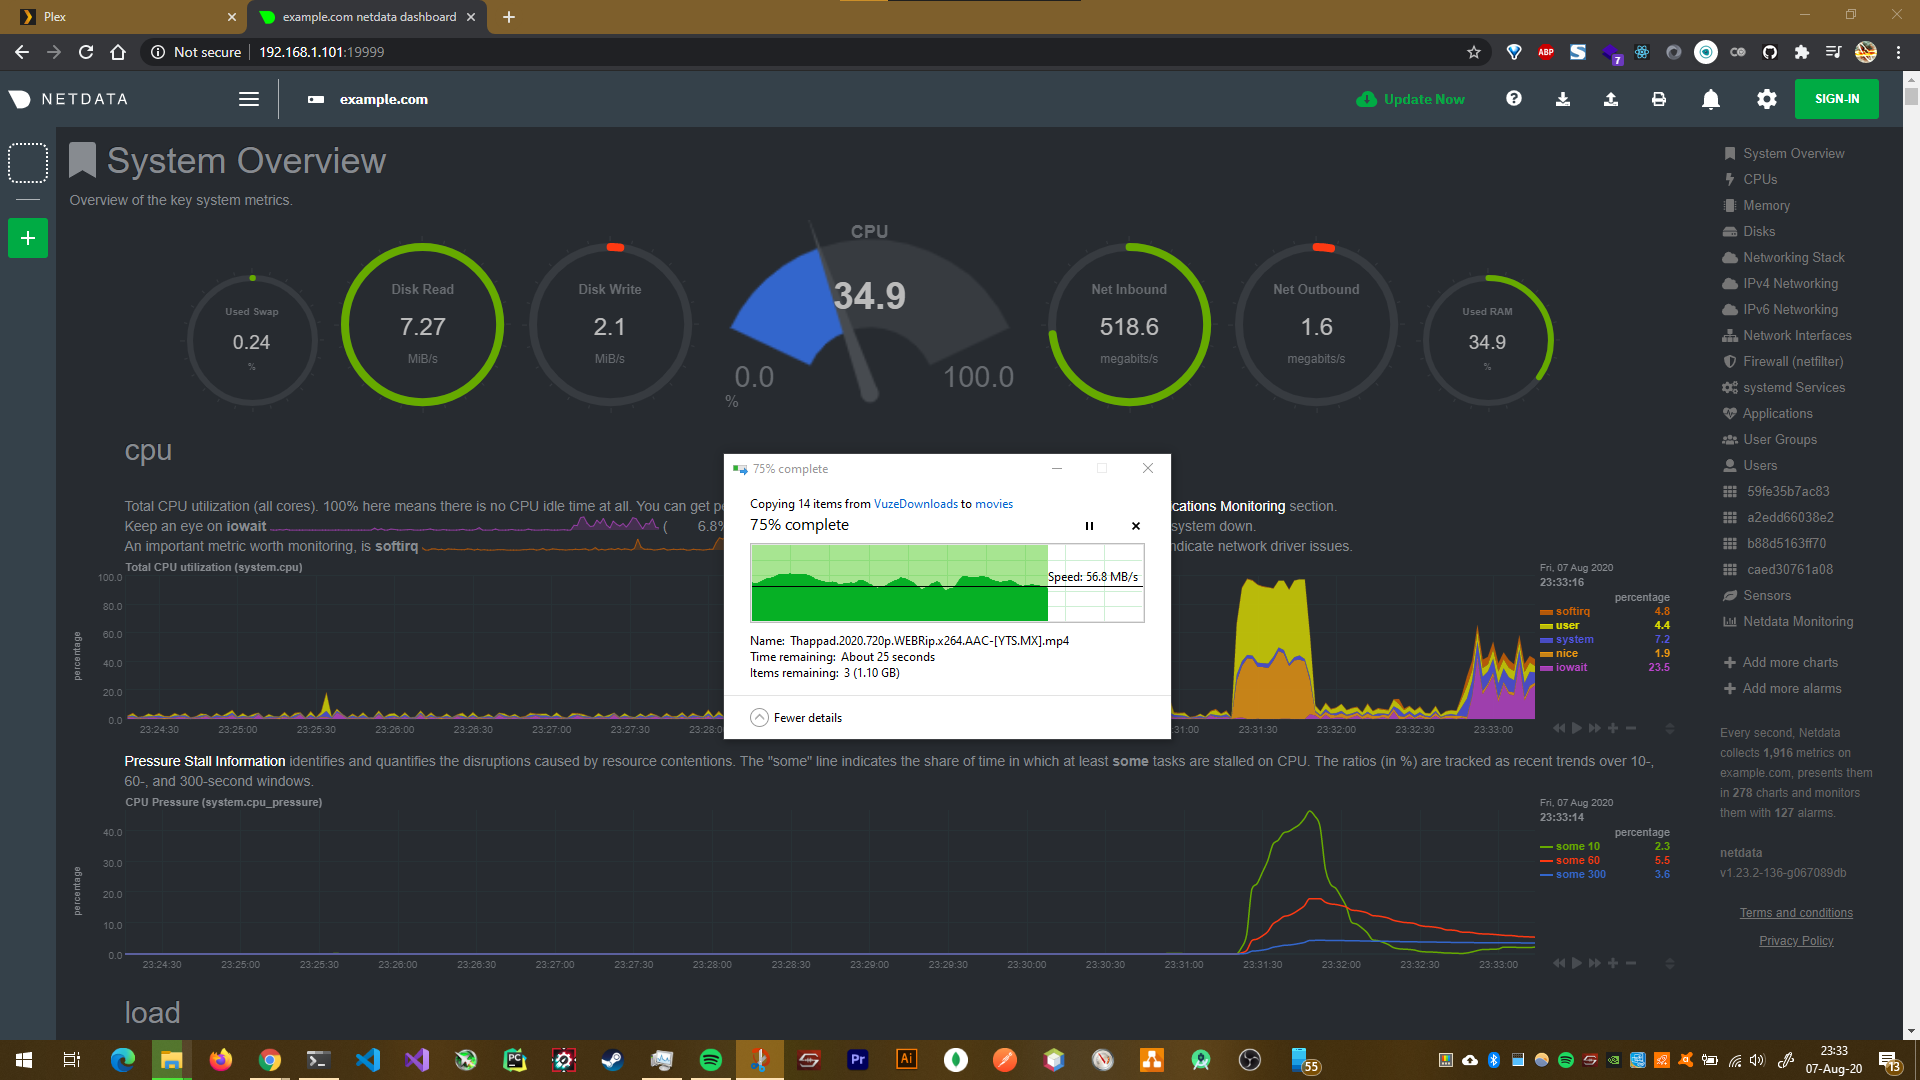 Plex
example.com netdata dashboard
Not secure
192.168.1.101:19999
ABP
7
NETDATA
example.com
Update Now
SIGN-IN
System Overview
Overview of the key system metrics.
Used Swap
0.24
%
Disk Read
7.27
MiB/s
Disk Write
2.1
MiB/s
CPU
34.9
0.0
100.0
%
Net Inbound
518.6
megabits/s
Net Outbound
1.6
megabits/s
Used RAM
34.9
%
cpu
Total CPU utilization (all cores). 100% here means there is no CPU idle time at all. You can get
cations Monitoring section.
Keep an eye on iowait ( 6.8%
system down.
An important metric worth monitoring, is softirq
ndicate network driver issues.
Total CPU utilization (system.cpu)
percentage
100.0
80.0
60.0
40.0
20.0
0.0
23:24:30 23:25:00 23:25:30 23:26:00 23:26:30 23:27:00 23:27:30 23:28:0
31:00 23:31:30 23:32:00 23:32:30 23:33:00
Fri, 07 Aug 2020
23:33:16
percentage
softirq 4.8
user 4.4
system 7.2
nice 1.9
iowait 23.5
75% complete
Copying 14 items from VuzeDownloads to movies
75% complete
Speed: 56.8 MB/s
Name: Thappad.2020.720p.WEBRip.x264.AAC-[YTS.MX].mp4
Time remaining: About 25 seconds
Items remaining: 3 (1.10 GB)
Fewer details
Pressure Stall Information identifies and quantifies the disruptions caused by resource contentions. The "some" line indicates the share of time in which at least some tasks are stalled on CPU. The ratios (in %) are tracked as recent trends over 10-,
60-, and 300-second windows.
CPU Pressure (system.cpu_pressure)
percentage
40.0
30.0
20.0
10.0
0.0
23:24:30 23:25:00 23:25:30 23:26:00 23:26:30 23:27:00 23:27:30 23:28:00 23:28:30 23:29:00 23:29:30 23:30:00 23:30:30 23:31:00 23:31:30 23:32:00 23:32:30 23:33:00
Fri, 07 Aug 2020
23:33:14
percentage
some 10 2.3
some 60 5.5
some 300 3.6
load
System Overview
CPUs
Memory
Disks
Networking Stack
IPv4 Networking
IPv6 Networking
Network Interfaces
Firewall (netfilter)
systemd Services
Applications
User Groups
Users
59fe35b7ac83
a2edd66038e2
b88d5163ff70
caed30761a08
Sensors
Netdata Monitoring
Add more charts
Add more alarms
Every second, Netdata
collects 1,916 metrics on
example.com, presents them
in 278 charts and monitors
them with 127 alarms.
netdata
v1.23.2-136-g067089db
Terms and conditions
Privacy Policy
PC
Pr
Ai
55
23:33
07-Aug-20
13